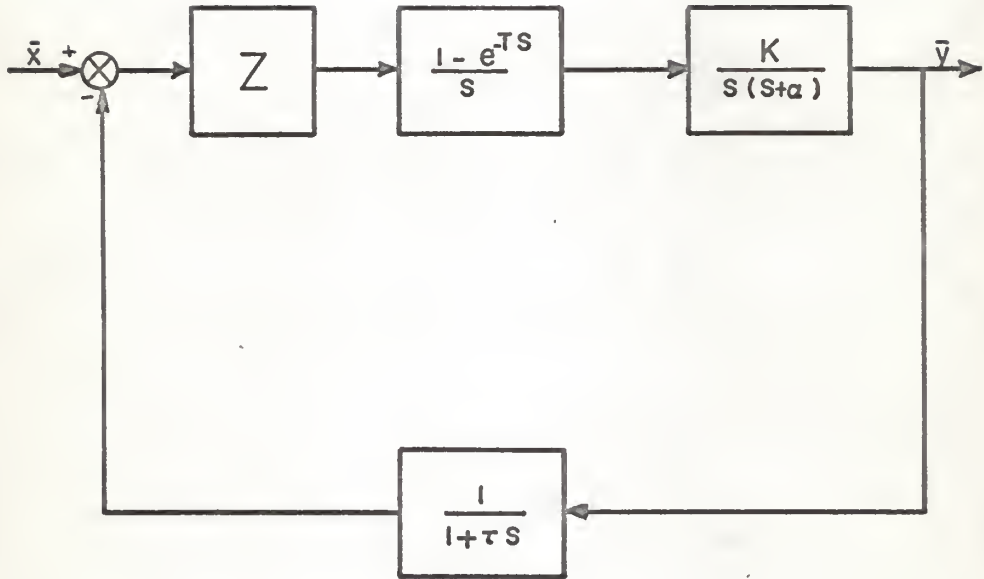 x̄ + -
Z
1 - e^-TS
S
K
S(S+α)
ȳ
1
1+τS